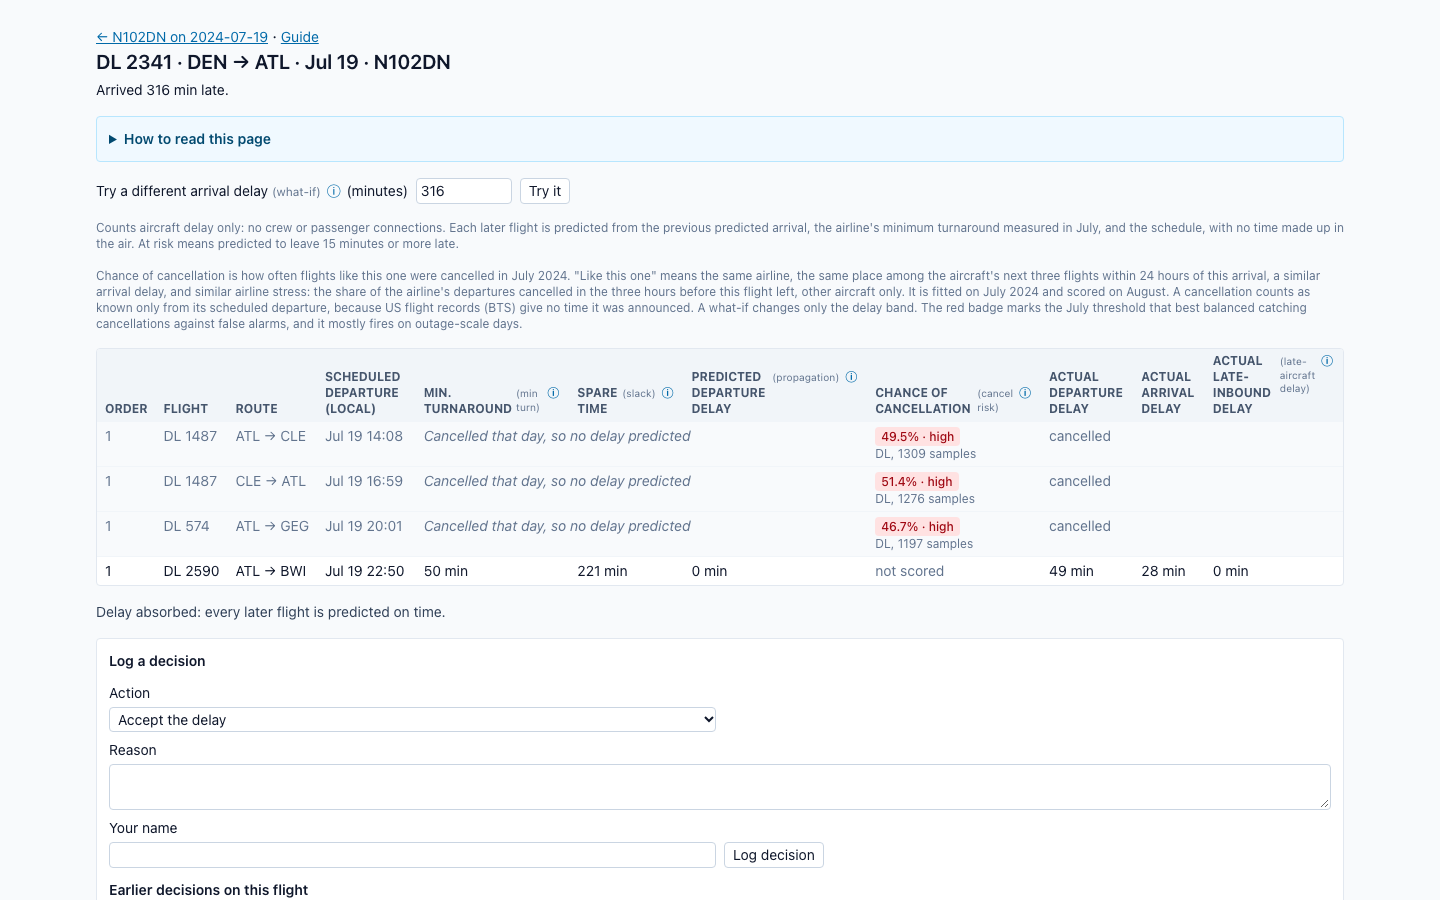 ← N102DN on 2024-07-19 · Guide
DL 2341 · DEN → ATL · Jul 19 · N102DN
Arrived 316 min late.
▶ How to read this page
Try a different arrival delay (what-if) ⓘ (minutes) 316 Try it
Counts aircraft delay only: no crew or passenger connections. Each later flight is predicted from the previous predicted arrival, the airline's minimum turnaround measured in July, and the schedule, with no time made up in
the air. At risk means predicted to leave 15 minutes or more late.
Chance of cancellation is how often flights like this one were cancelled in July 2024. "Like this one" means the same airline, the same place among the aircraft's next three flights within 24 hours of this arrival, a similar
arrival delay, and similar airline stress: the share of the airline's departures cancelled in the three hours before this flight left, other aircraft only. It is fitted on July 2024 and scored on August. A cancellation counts as
known only from its scheduled departure, because US flight records (BTS) give no time it was announced. A what-if changes only the delay band. The red badge marks the July threshold that best balanced catching
cancellations against false alarms, and it mostly fires on outage-scale days.
ORDER FLIGHT ROUTE SCHEDULED DEPARTURE (LOCAL) MIN. TURNAROUND (min turn) ⓘ SPARE TIME (slack) ⓘ PREDICTED DEPARTURE DELAY (propagation) ⓘ CHANCE OF CANCELLATION (cancel risk) ⓘ ACTUAL DEPARTURE DELAY ACTUAL ARRIVAL DELAY ACTUAL LATE-INBOUND DELAY (late-aircraft delay) ⓘ
1 DL 1487 ATL → CLE Jul 19 14:08 Cancelled that day, so no delay predicted 49.5% · high cancelled
DL, 1309 samples
1 DL 1487 CLE → ATL Jul 19 16:59 Cancelled that day, so no delay predicted 51.4% · high cancelled
DL, 1276 samples
1 DL 574 ATL → GEG Jul 19 20:01 Cancelled that day, so no delay predicted 46.7% · high cancelled
DL, 1197 samples
1 DL 2590 ATL → BWI Jul 19 22:50 50 min 221 min 0 min not scored 49 min 28 min 0 min
Delay absorbed: every later flight is predicted on time.
Log a decision
Action
Accept the delay
Reason
Your name
Log decision
Earlier decisions on this flight